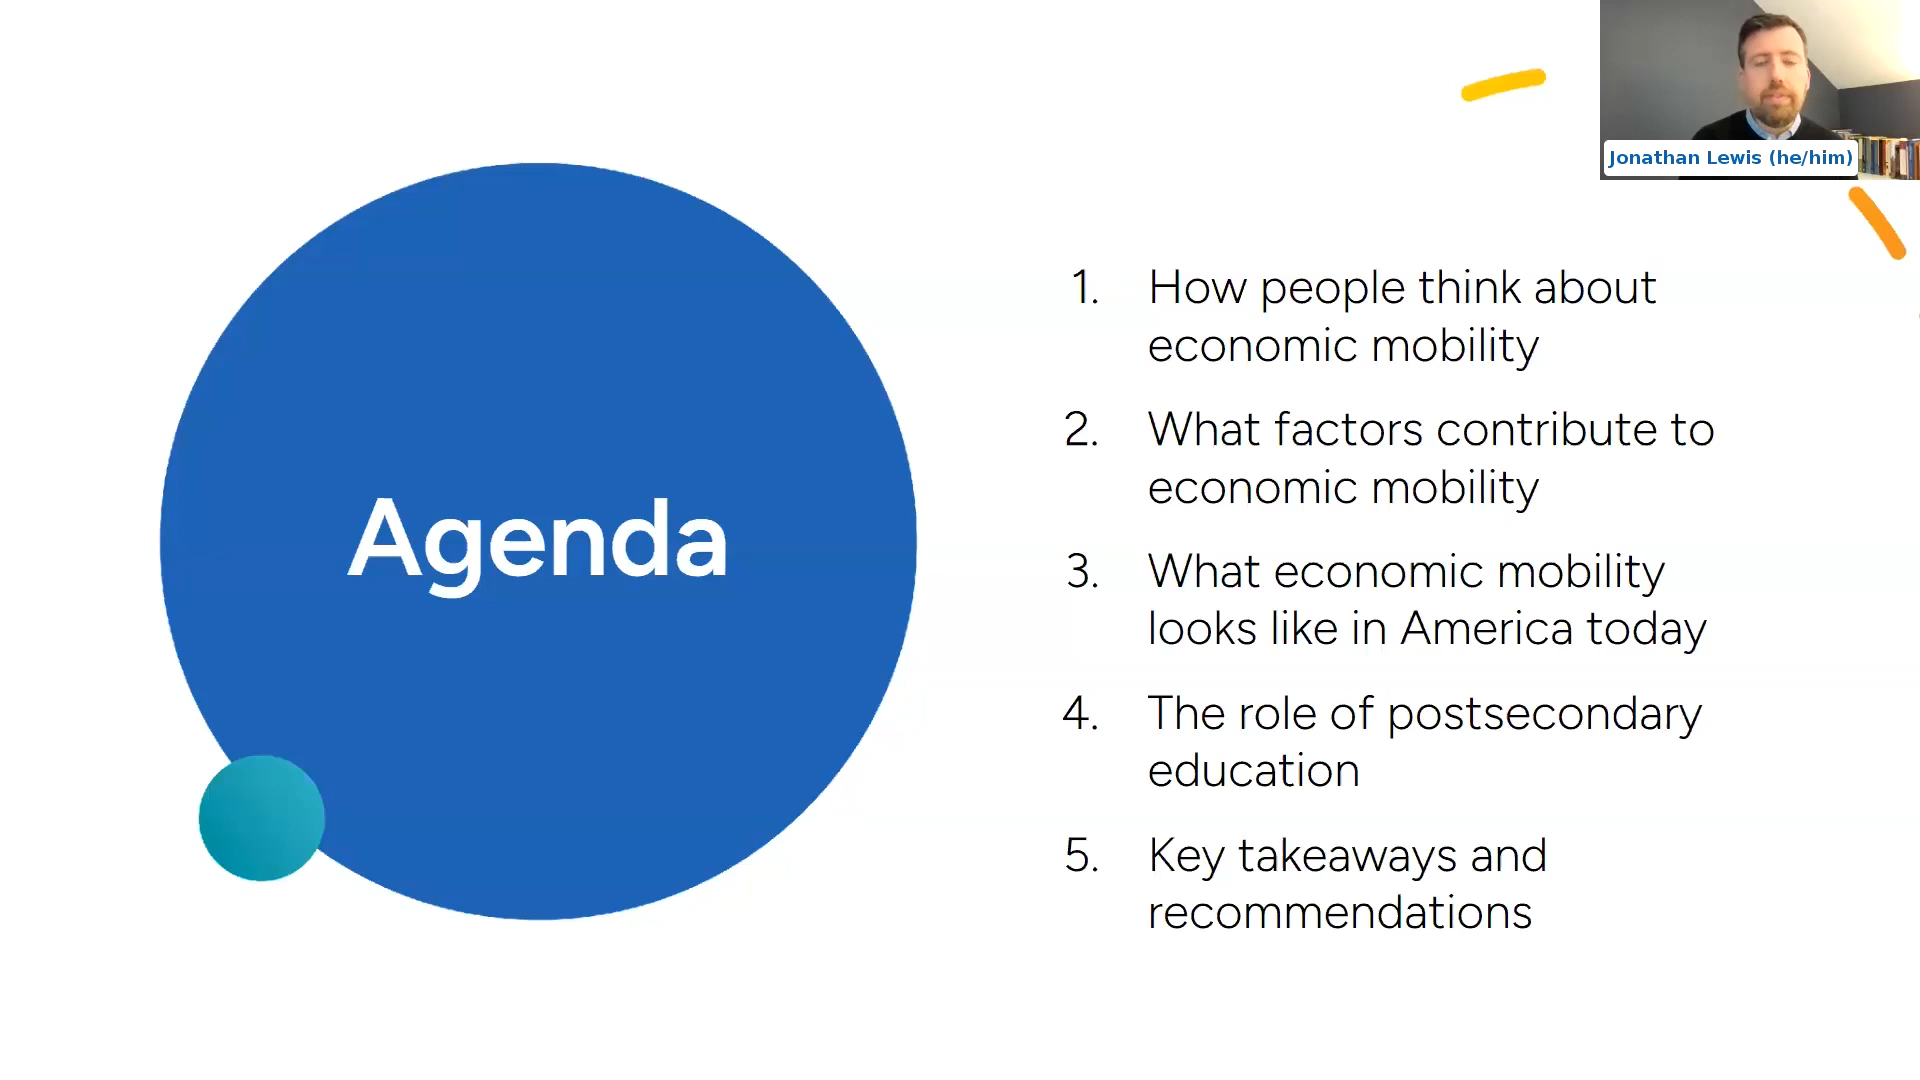 Jonathan Lewis (he/him)
Agenda
1. How people think about
economic mobility
2. What factors contribute to
economic mobility
3. What economic mobility
looks like in America today
4. The role of postsecondary
education
5. Key takeaways and
recommendations